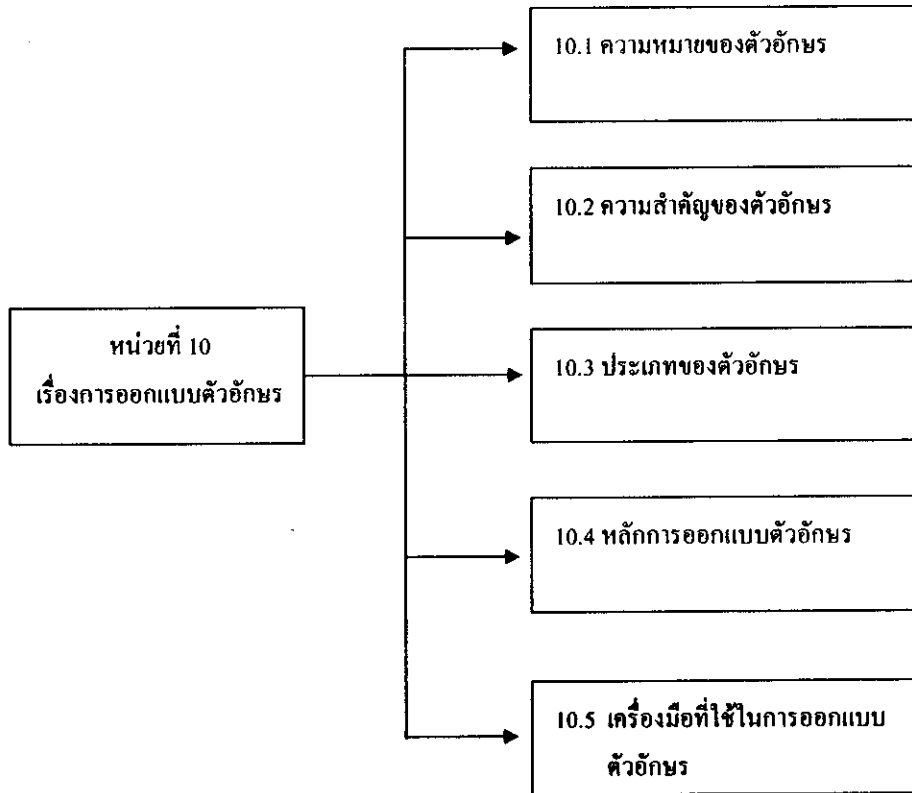 10.1 ความหมายของตัวอักษร
10.2 ความสำคัญของตัวอักษร
หน่วยที่ 10
เรื่องการออกแบบตัวอักษร
10.3 ประเภทของตัวอักษร
10.4 หลักการออกแบบตัวอักษร
10.5 เครื่องมือที่ใช้ในการออกแบบ
ตัวอักษร